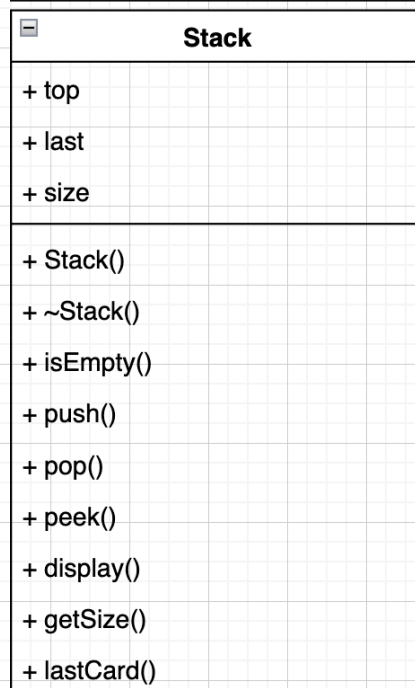 Stack
+ top
+ last
+ size
+ Stack()
+ ~Stack()
+ isEmpty()
+ push()
+ pop()
+ peek()
+ display()
+ getSize()
+ lastCard()